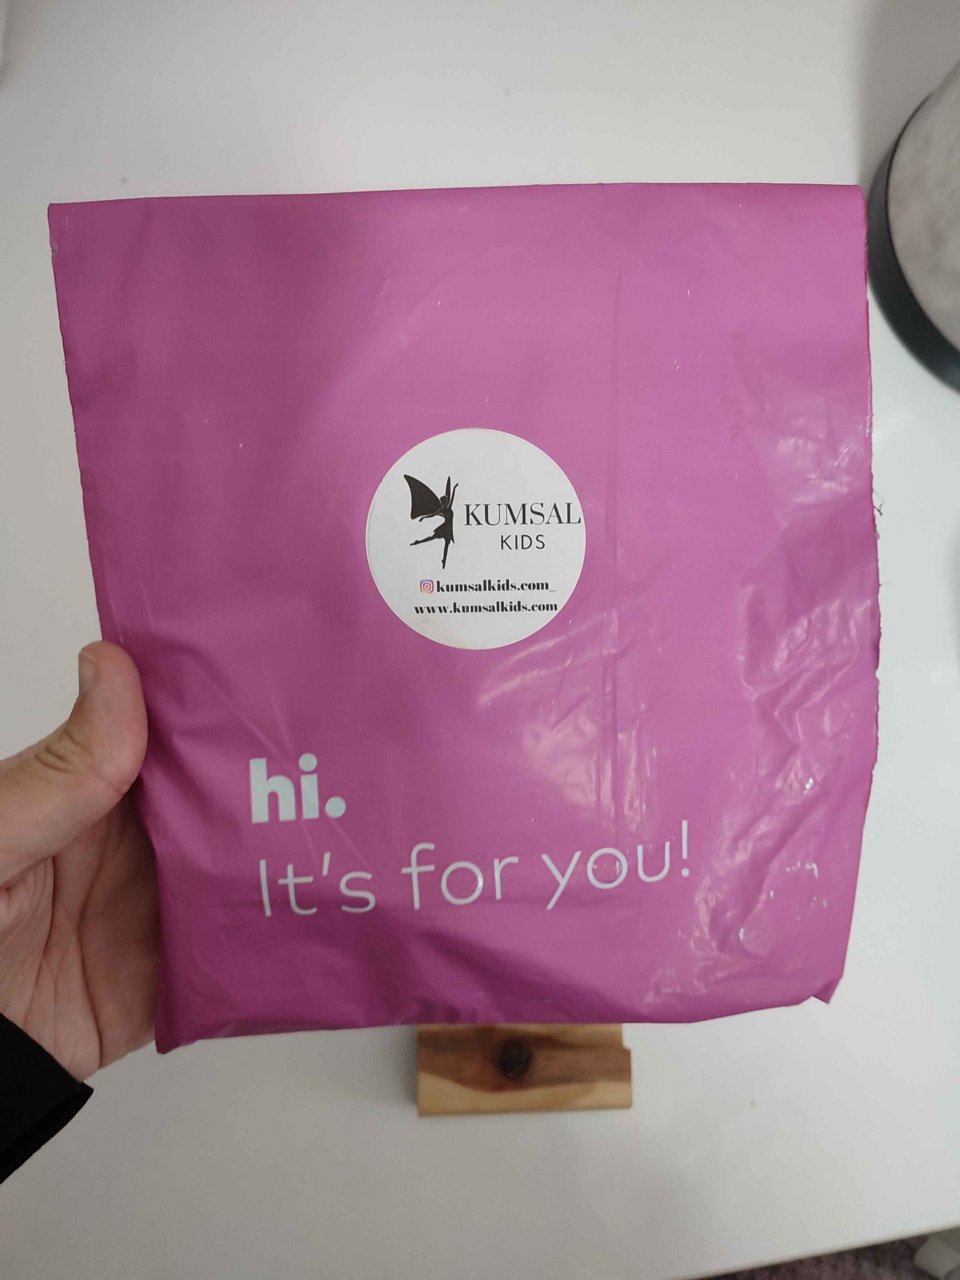 KUMSAL
KIDS
kumsalkids.com_
www.kumsalkids.com
hi.
It's for you!